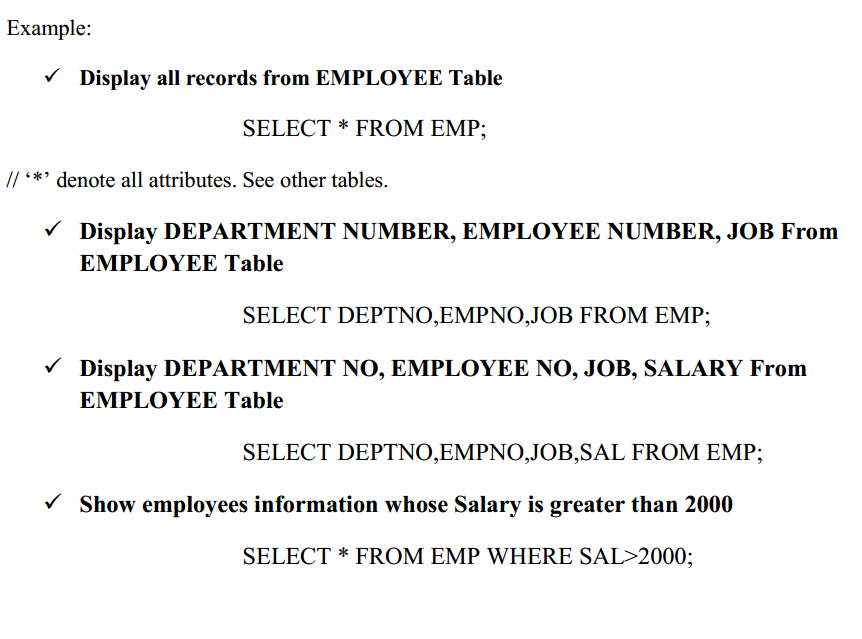 Example:
✓ Display all records from EMPLOYEE Table
SELECT * FROM EMP;
// ‘*’ denote all attributes. See other tables.
✓ Display DEPARTMENT NUMBER, EMPLOYEE NUMBER, JOB From
EMPLOYEE Table
SELECT DEPTNO,EMPNO,JOB FROM EMP;
✓ Display DEPARTMENT NO, EMPLOYEE NO, JOB, SALARY From
EMPLOYEE Table
SELECT DEPTNO,EMPNO,JOB,SAL FROM EMP;
✓ Show employees information whose Salary is greater than 2000
SELECT * FROM EMP WHERE SAL>2000;